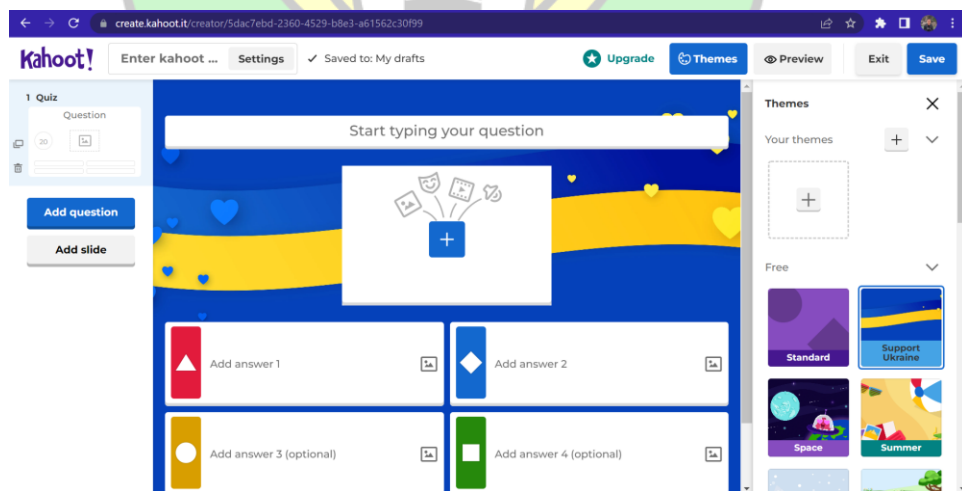 create.kahoot.it/creator/5dac7ebd-2360-4529-b8e3-a61562c30f99
Kahoot! Enter kahoot ... Settings Saved to: My drafts Upgrade Themes Preview Exit Save
1 Quiz
Question
20
Add question
Add slide
Start typing your question
Add answer 1
Add answer 2
Add answer 3 (optional)
Add answer 4 (optional)
Themes
Your themes
Free
Standard
Support
Ukraine
Space
Summer